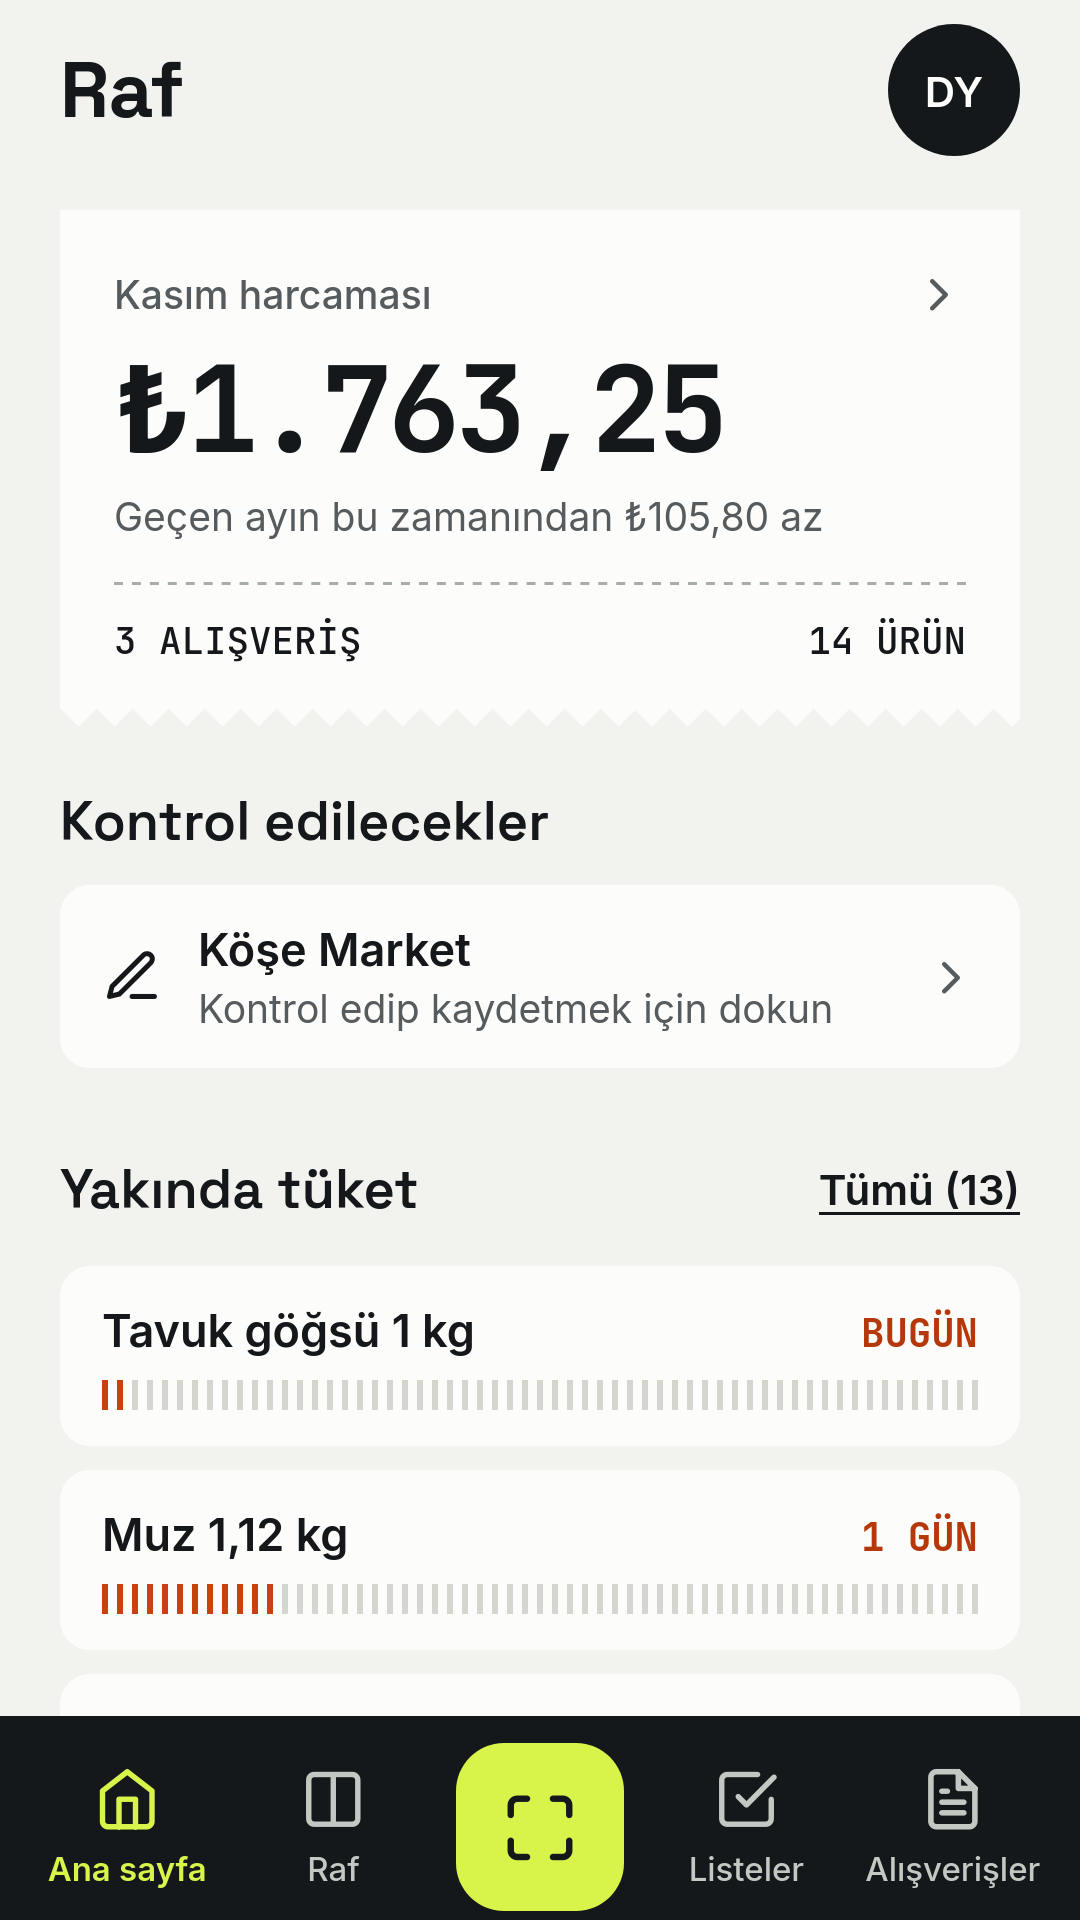 Raf
DY
Kasım harcaması
₺1.763,25
Geçen ayın bu zamanından ₺105,80 az
3 ALIŞVERİŞ 14 ÜRÜN
Kontrol edilecekler
Köşe Market
Kontrol edip kaydetmek için dokun
Yakında tüket Tümü (13)
Tavuk göğsü 1 kg BUGÜN
Muz 1,12 kg 1 GÜN
Ana sayfa Raf Listeler Alışverişler